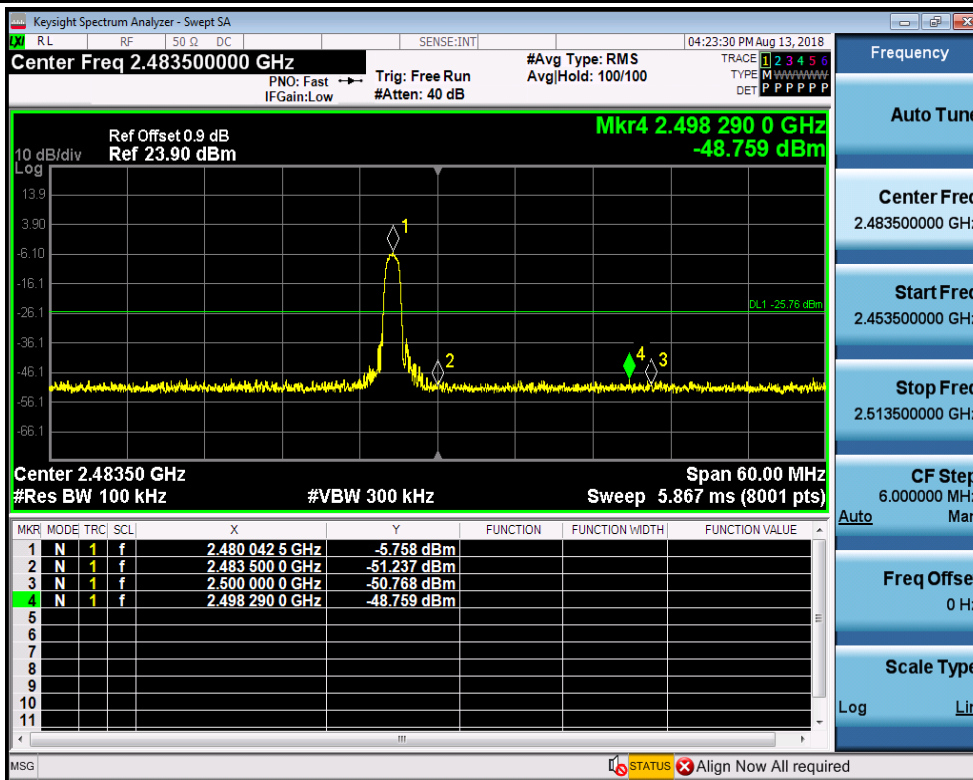 Keysight Spectrum Analyzer - Swept SA
LXI RL RF 50 Ω DC SENSE:INT 04:23:30 PM Aug 13, 2018
Center Freq 2.483500000 GHz
PNO: Fast
IFGain:Low
Trig: Free Run
#Atten: 40 dB
#Avg Type: RMS
Avg|Hold: 100/100
TRACE 1 2 3 4 5 6
TYPE M W W W W W
DET P P P P P P
Mkr4 2.498 290 0 GHz
-48.759 dBm
Ref Offset 0.9 dB
10 dB/div Ref 23.90 dBm
Log
13.9
3.90
-6.10
-16.1
-26.1
-36.1
-46.1
-56.1
-66.1
1
2
4
3
DL1 -25.76 dBm
Center 2.48350 GHz Span 60.00 MHz
#Res BW 100 kHz #VBW 300 kHz Sweep 5.867 ms (8001 pts)
MKR MODE TRC SCL X Y FUNCTION FUNCTION WIDTH FUNCTION VALUE
1 N 1 f 2.480 042 5 GHz -5.758 dBm
2 N 1 f 2.483 500 0 GHz -51.237 dBm
3 N 1 f 2.500 000 0 GHz -50.768 dBm
4 N 1 f 2.498 290 0 GHz -48.759 dBm
5
6
7
8
9
10
11
MSG STATUS Align Now All required
Frequency
Auto Tune
Center Freq
2.483500000 GHz
Start Freq
2.453500000 GHz
Stop Freq
2.513500000 GHz
CF Step
6.000000 MHz
Auto Man
Freq Offset
0 Hz
Scale Type
Log Lin